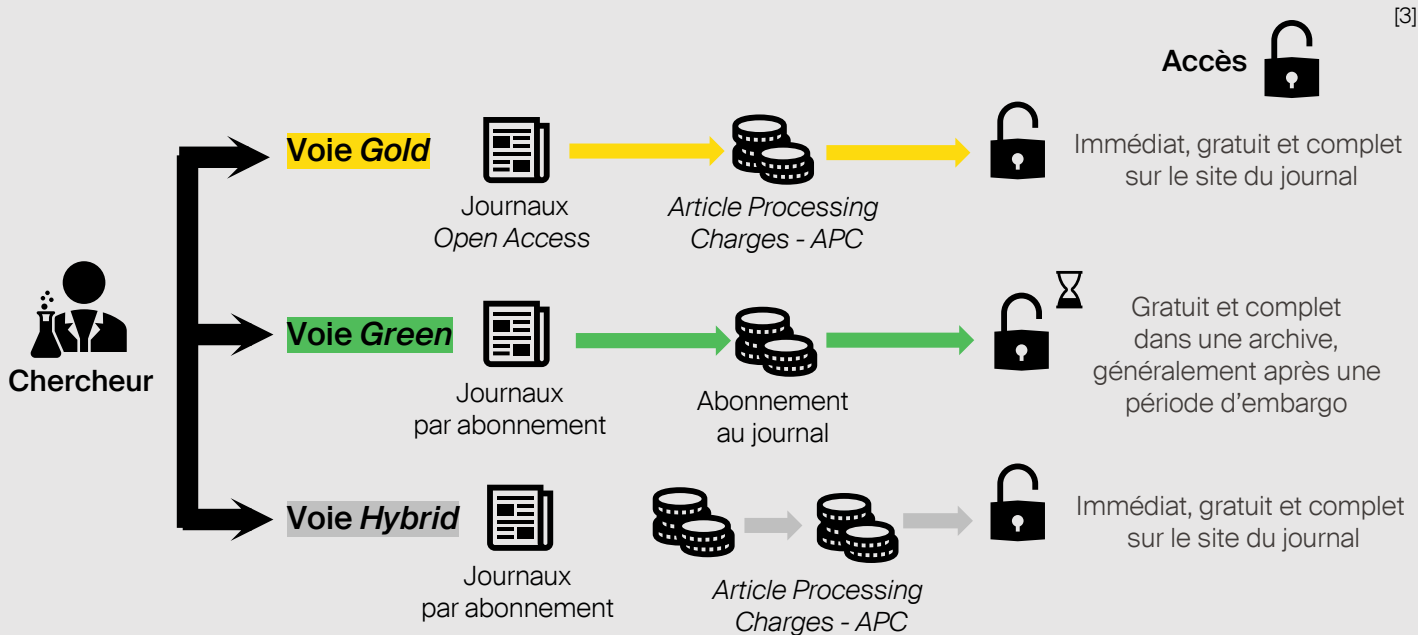 [3]
Accès
Voie Gold
Journaux
Open Access
Article Processing
Charges - APC
Immédiat, gratuit et complet
sur le site du journal
Chercheur
Voie Green
Journaux
par abonnement
Abonnement
au journal
Gratuit et complet
dans une archive,
généralement après une
période d’embargo
Voie Hybrid
Journaux
par abonnement
Article Processing
Charges - APC
Immédiat, gratuit et complet
sur le site du journal